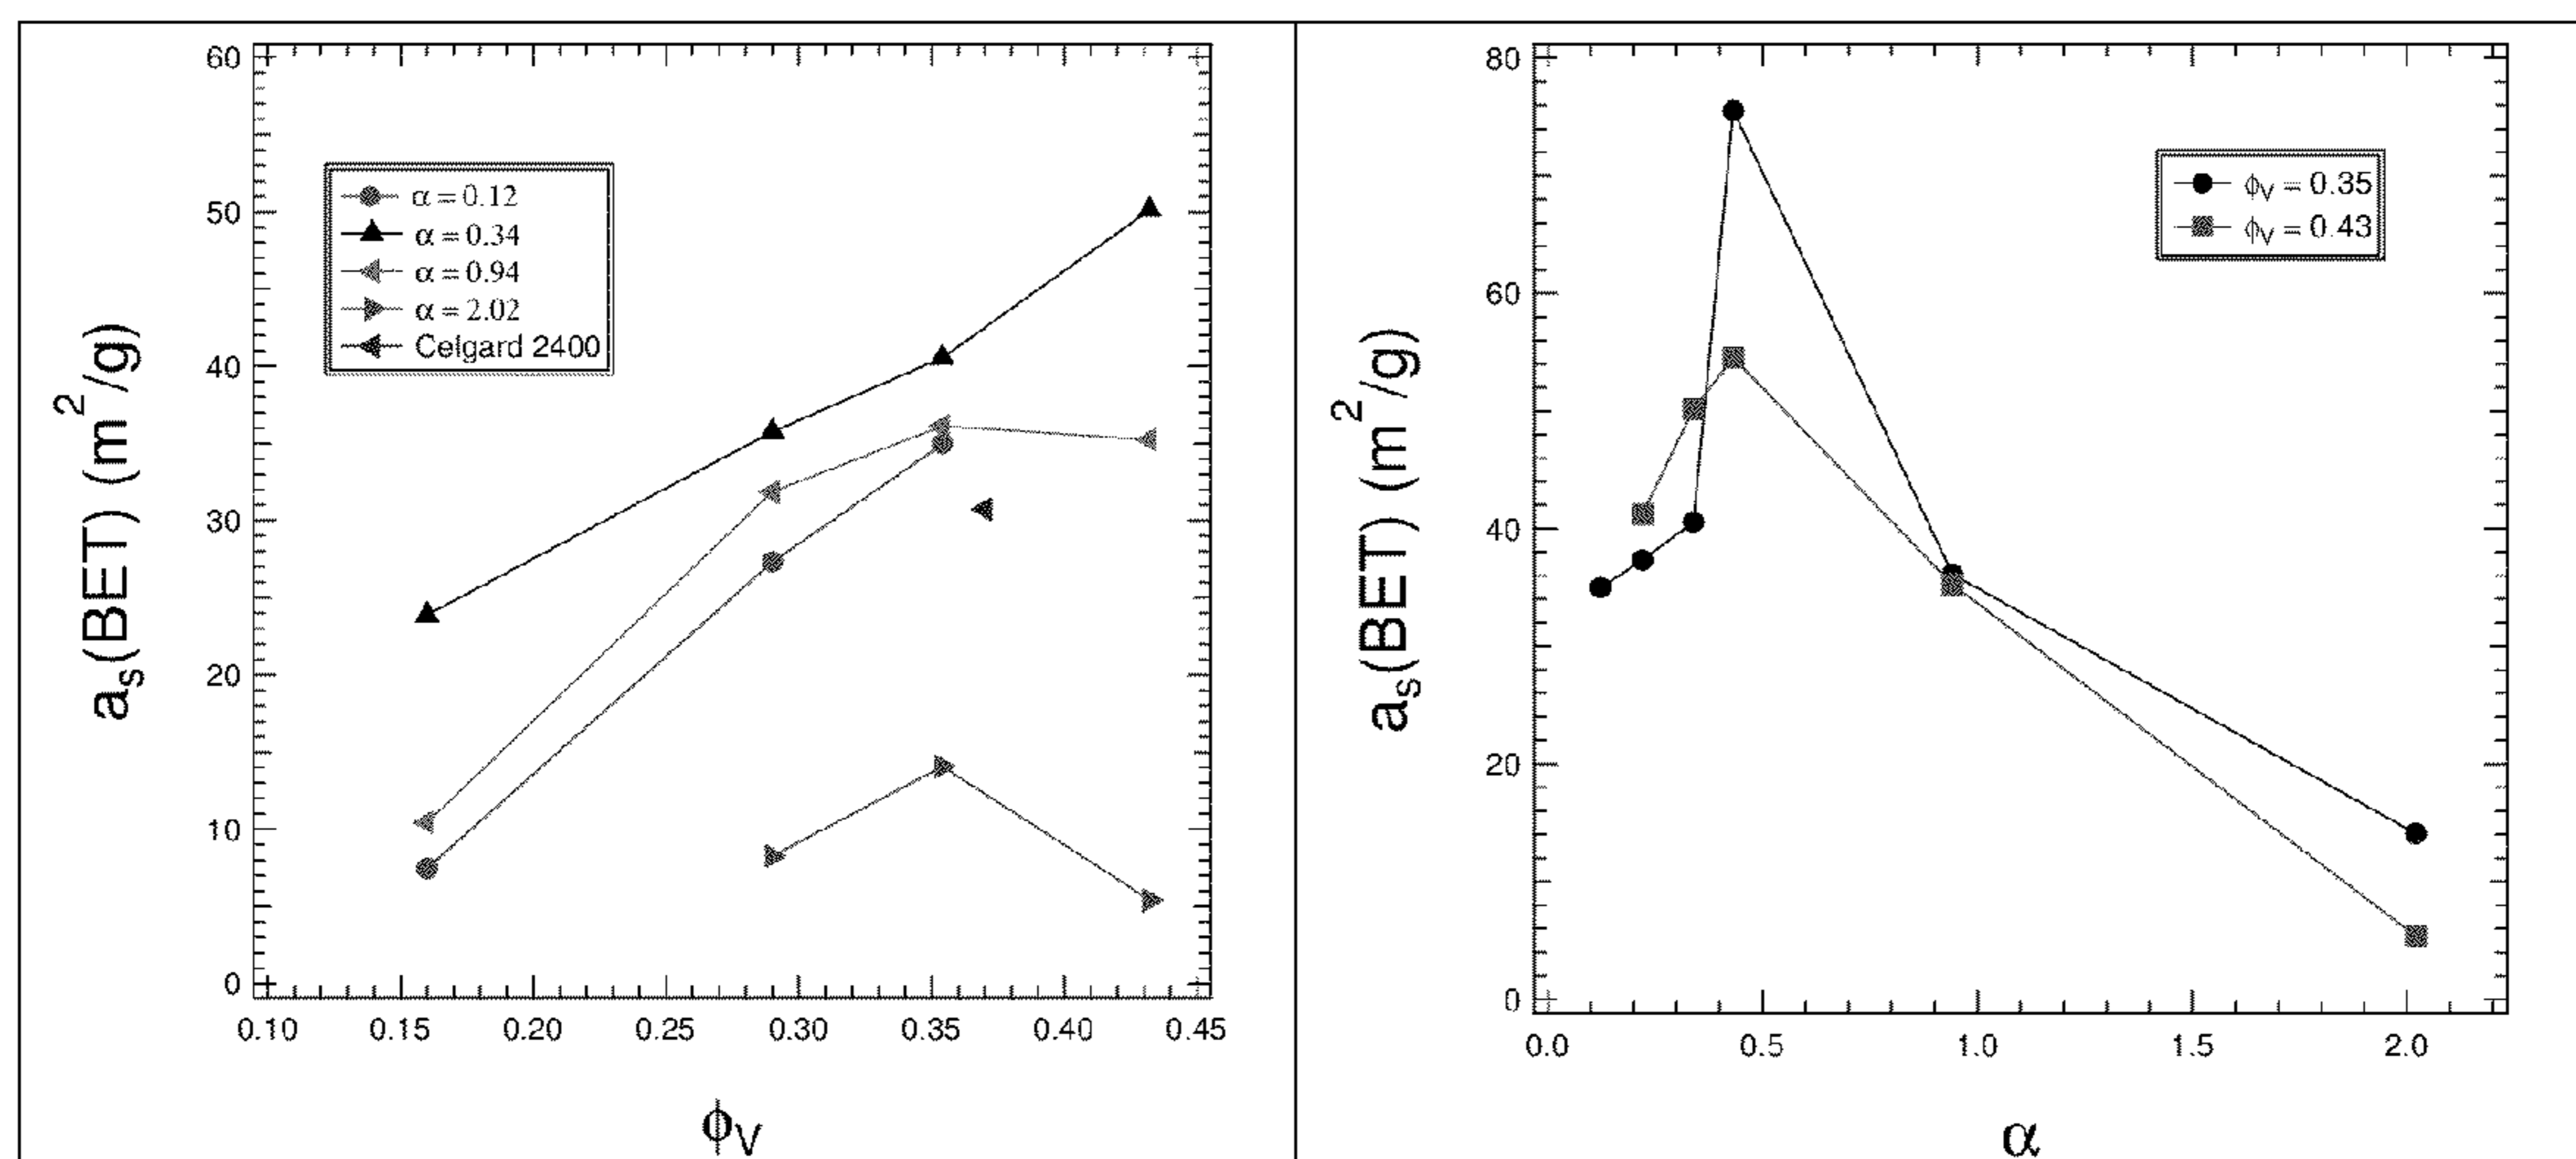 60
50
40
30
20
10
0
0.10 0.15 0.20 0.25 0.30 0.35 0.40 0.45
a_s(BET) (m²/g)
ϕ_V
α = 0.12
α = 0.34
α = 0.94
α = 2.02
Celgard 2400
80
60
40
20
0
0.0 0.5 1.0 1.5 2.0
a_s(BET) (m²/g)
α
ϕ_V = 0.35
ϕ_V = 0.43